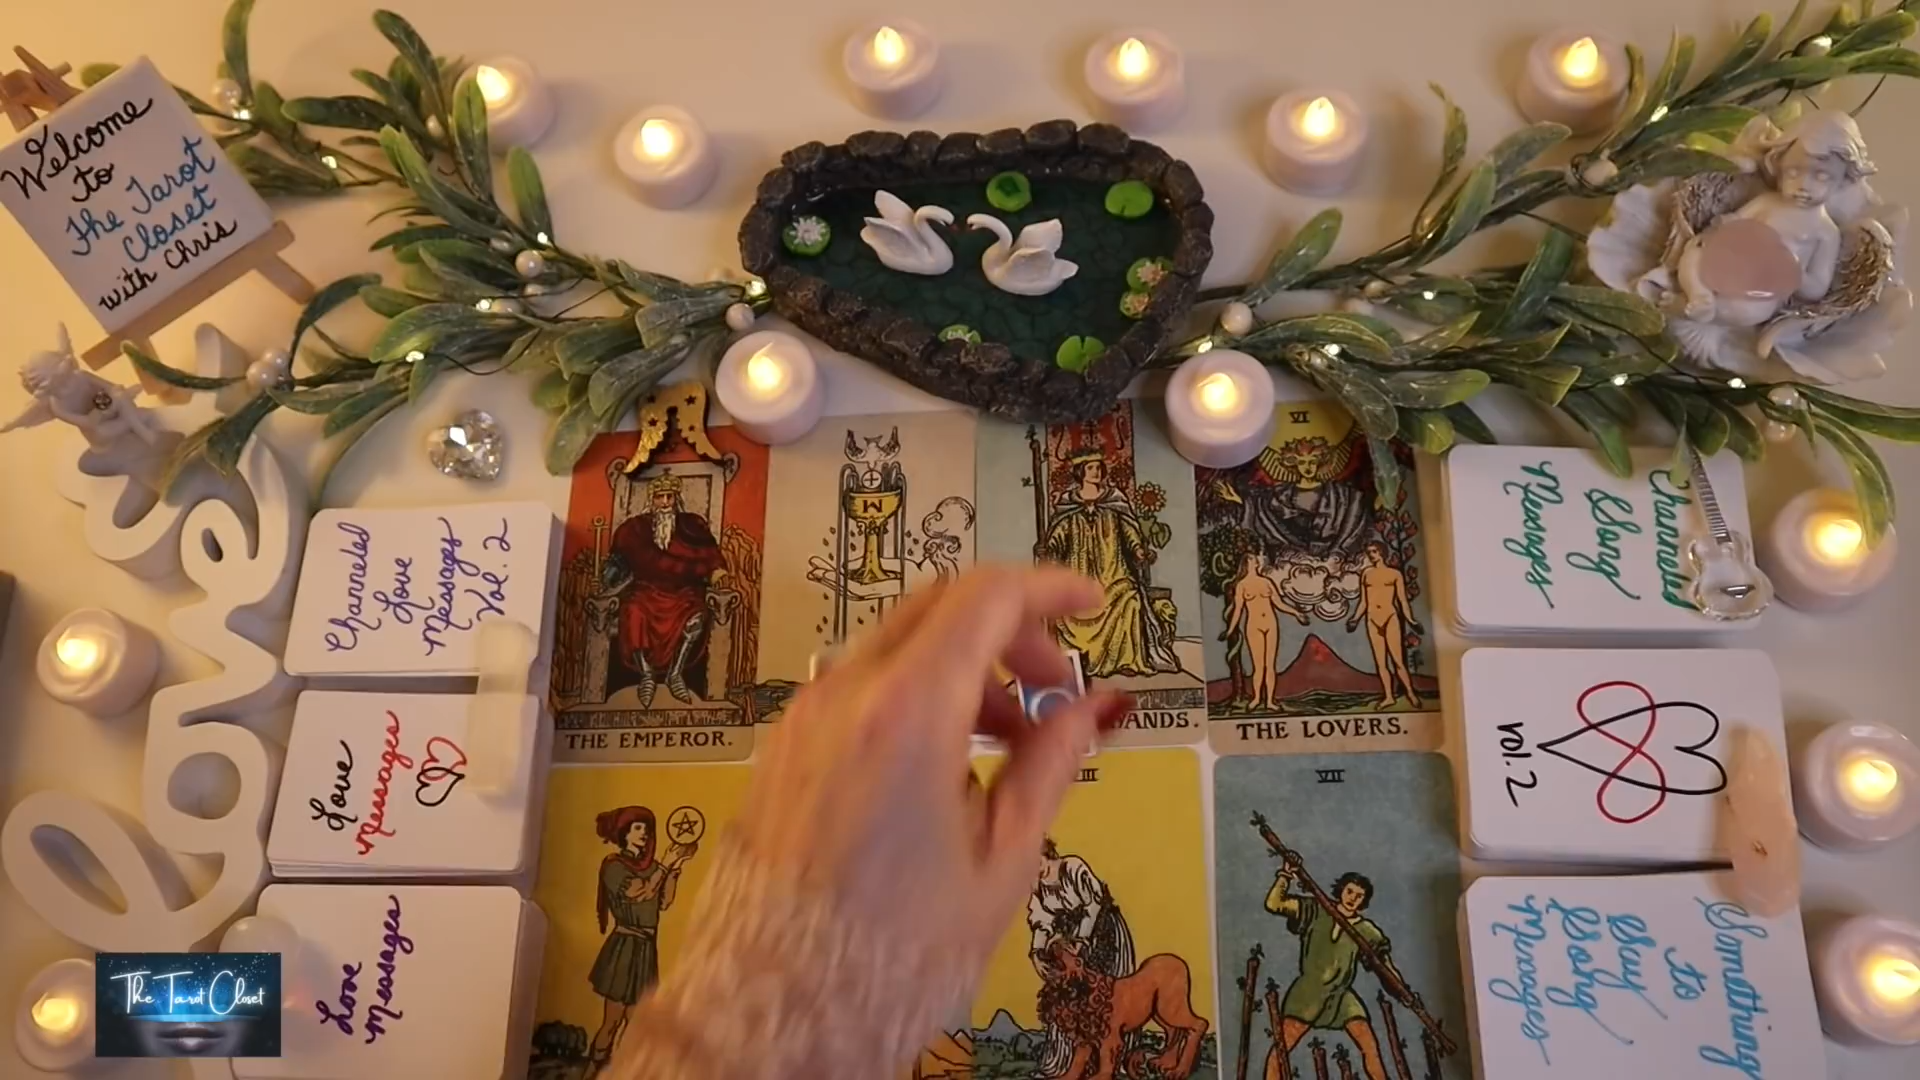 Welcome
to
The Tarot
Closet
with Chris
Channeled
Love
Messages
Vol. 2
Love
Messages
Love
Messages
THE EMPEROR.
WANDS.
VI
THE LOVERS.
VII
Channeled
Song
Messages
Vol. 2
Something
to
Say
Song
Messages
The Tarot Closet